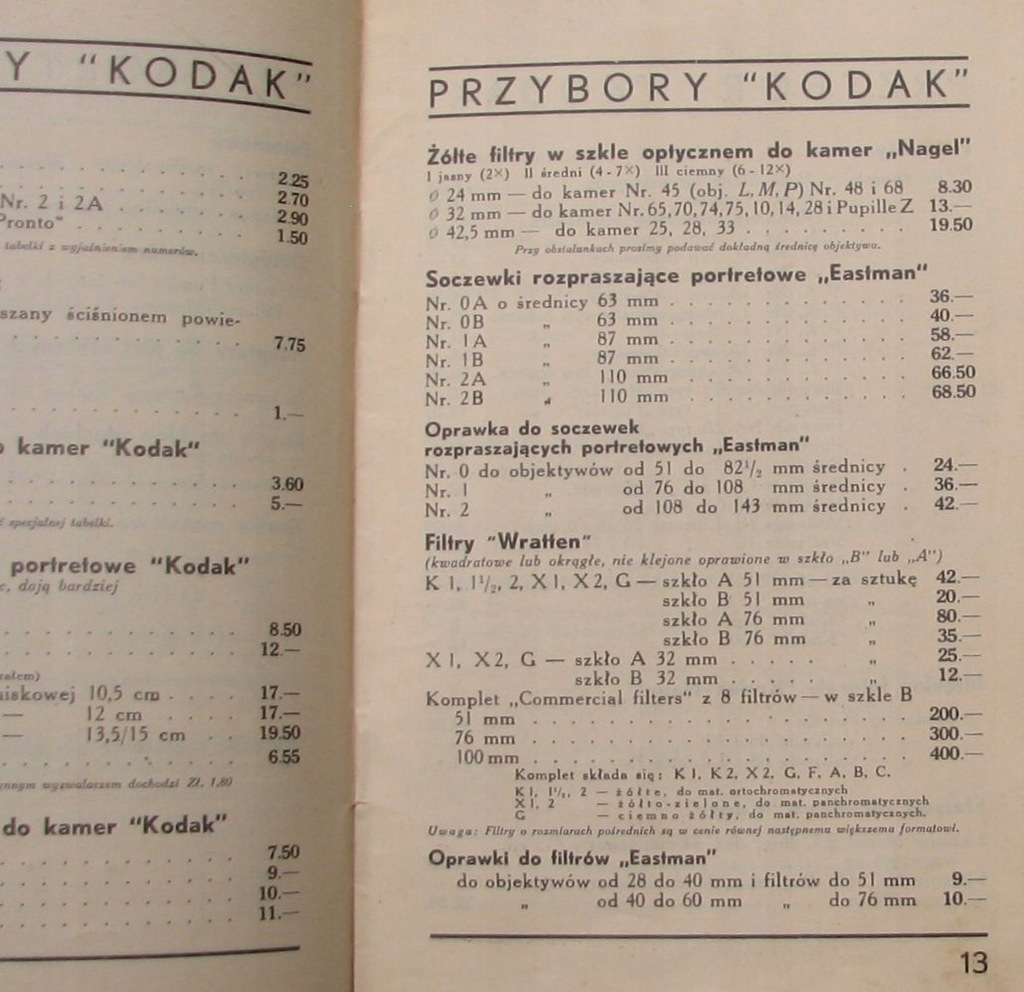 Y "KODAK"
2.25
Nr. 2 i 2A 2.70
Pronto" 2.90
1.50
tabelki z wyjaśnieniem numerów.
szany ściśnionem powie-
7.75
1.—
kamer "Kodak"
3.60
5.—
specjalnej tabelki.
portretowe "Kodak"
dają bardziej
8.50
12.—
iskowej 10,5 cm 17.—
— 12 cm 17.—
— 13,5/15 cm 19.50
6.55
wyzwalaczem dochodzi Zł. 1,80
do kamer "Kodak"
7.50
9.—
10.—
11.—
PRZYBORY "KODAK"
Żółte filtry w szkle optycznem do kamer „Nagel"
I jasny (2×) II średni (4-7×) III ciemny (6-12×)
∅ 24 mm — do kamer Nr. 45 (obj. L, M, P) Nr. 48 i 68 8.30
∅ 32 mm — do kamer Nr. 65, 70, 74, 75, 10, 14, 28 i Pupille Z 13.—
∅ 42,5 mm — do kamer 25, 28, 33 . . . . . . . . . 19.50
Przy obstalunkach prosimy podawać dokładną średnicę objektywu.
Soczewki rozpraszające portretowe „Eastman"
Nr. 0A o średnicy 63 mm . . . . . . . . . . . . . 36.—
Nr. 0B „ 63 mm . . . . . . . . . . . . . 40.—
Nr. 1A „ 87 mm . . . . . . . . . . . . . 58.—
Nr. 1B „ 87 mm . . . . . . . . . . . . . 62.—
Nr. 2A „ 110 mm . . . . . . . . . . . . 66.50
Nr. 2B „ 110 mm . . . . . . . . . . . . 68.50
Oprawka do soczewek
rozpraszających portretowych „Eastman"
Nr. 0 do objektywów od 51 do 82½ mm średnicy . 24.—
Nr. 1 „ od 76 do 108 mm średnicy . 36.—
Nr. 2 „ od 108 do 143 mm średnicy . 42.—
Filtry "Wratten"
(kwadratowe lub okrągłe, nie klejone oprawione w szkło „B" lub „A")
K 1, 1½, 2, X 1, X 2, G — szkło A 51 mm — za sztukę 42.—
szkło B 51 mm „ 20.—
szkło A 76 mm „ 80.—
szkło B 76 mm „ 35.—
X 1, X 2, G — szkło A 32 mm . . . . . „ 25.—
szkło B 32 mm . . . . . „ 12.—
Komplet „Commercial filters" z 8 filtrów — w szkle B
51 mm . . . . . . . . . . . . . . . . . . . 200.—
76 mm . . . . . . . . . . . . . . . . . . . 300.—
100 mm . . . . . . . . . . . . . . . . . . . 400.—
Komplet składa się: K 1, K 2, X 2, G, F, A, B, C.
K 1, 1½, 2 — żółte, do mat. ortochromatycznych
X 1, 2 — żółto-zielone, do mat. panchromatycznych
G — ciemno żółty, do mat. panchromatycznych.
Uwaga: Filtry o rozmiarach pośrednich są w cenie równej następnemu większemu formatowi.
Oprawki do filtrów „Eastman"
do objektywów od 28 do 40 mm i filtrów do 51 mm 9.—
„ od 40 do 60 mm „ do 76 mm 10.—
13